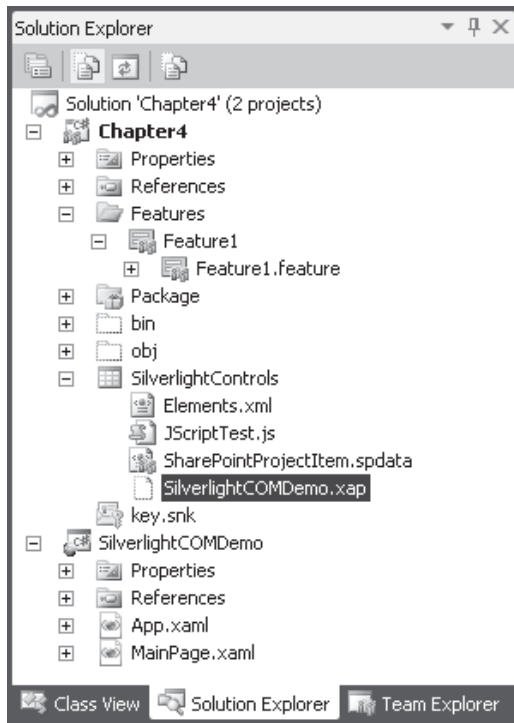 Solution Explorer
Solution 'Chapter4' (2 projects)
Chapter4
Properties
References
Features
Feature1
Feature1.feature
Package
bin
obj
SilverlightControls
Elements.xml
JScriptTest.js
SharePointProjectItem.spdata
SilverlightCOMDemo.xap
key.snk
SilverlightCOMDemo
Properties
References
App.xaml
MainPage.xaml
Class View Solution Explorer Team Explorer